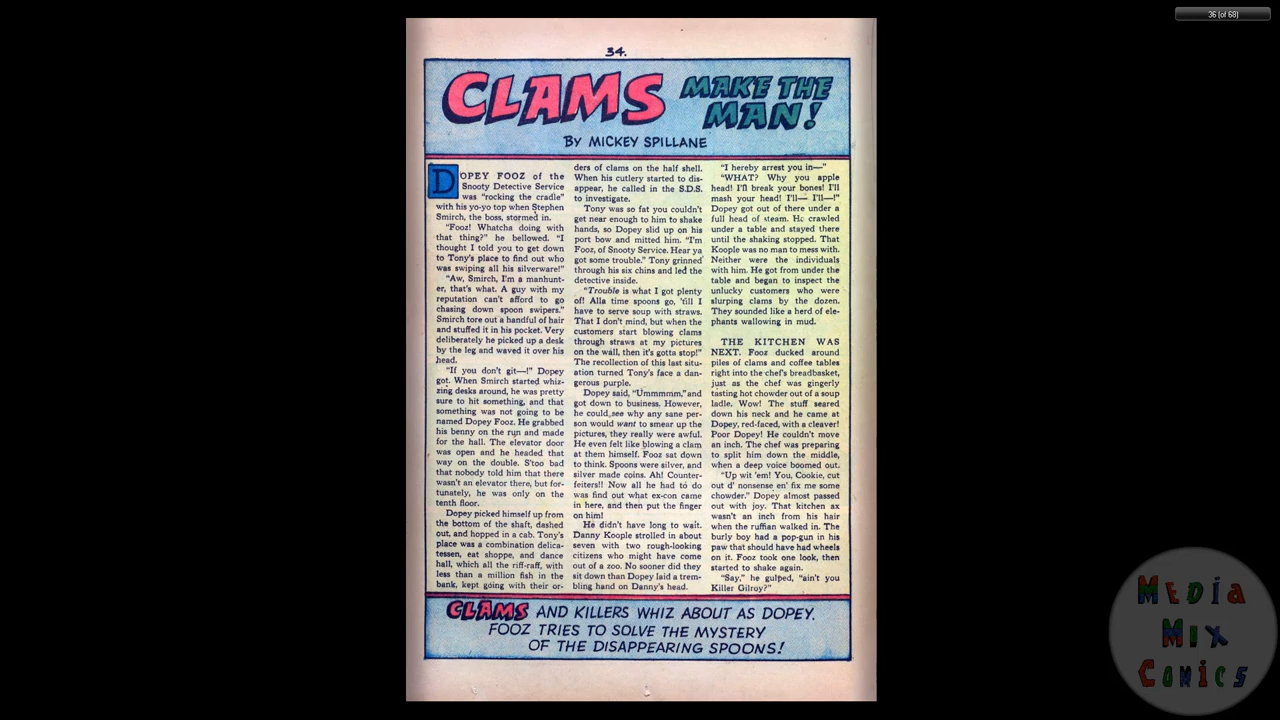 36 (of 68)
34.
CLAMS MAKE THE
MAN!
By MICKEY SPILLANE
DOPEY FOOZ of the
Snooty Detective Service
was "rocking the cradle"
with his yo-yo top when Stephen
Smirch, the boss, stormed in.
"Fooz! Whatcha doing with
that thing?" he bellowed. "I
thought I told you to get down
to Tony's place to find out who
was swiping all his silverware!"
"Aw, Smirch, I'm a manhunt-
er, that's what. A guy with my
reputation can't afford to go
chasing down spoon swipers."
Smirch tore out a handful of hair
and stuffed it in his pocket. Very
deliberately he picked up a desk
by the leg and waved it over his
head.
"If you don't git—!" Dopey
got. When Smirch started whiz-
zing desks around, he was pretty
sure to hit something, and that
something was not going to be
named Dopey Fooz. He grabbed
his benny on the run and made
for the hall. The elevator door
was open and he headed that
way on the double. S'too bad
that nobody told him that there
wasn't an elevator there, but for-
tunately, he was only on the
tenth floor.
Dopey picked himself up from
the bottom of the shaft, dashed
out, and hopped in a cab. Tony's
place was a combination delica-
tessen, eat shoppe, and dance
hall, which all the riff-raff, with
less than a million fish in the
bank, kept going with their or-
ders of clams on the half shell.
When his cutlery started to dis-
appear, he called in the S.D.S.
to investigate.
Tony was so fat you couldn't
get near enough to him to shake
hands, so Dopey slid up on his
port bow and mitted him. "I'm
Fooz, of Snooty Service. Hear ya
got some trouble." Tony grinned
through his six chins and led the
detective inside.
"Trouble is what I got plenty
of! Alla time spoons go, 'till I
have to serve soup with straws.
That I don't mind, but when the
customers start blowing clams
through straws at my pictures
on the wall, then it's gotta stop!"
The recollection of this last situ-
ation turned Tony's face a dan-
gerous purple.
Dopey said, "Ummmm," and
got down to business. However,
he could see why any sane per-
son would want to smear up the
pictures, they really were awful.
He even felt like blowing a clam
at them himself. Fooz sat down
to think. Spoons were silver, and
silver made coins. Ah! Counter-
feiters!! Now all he had to do
was find out what ex-con came
in here, and then put the finger
on him!
He didn't have long to wait.
Danny Koople strolled in about
seven with two rough-looking
citizens who might have come
out of a zoo. No sooner did they
sit down than Dopey laid a trem-
bling hand on Danny's head.
"I hereby arrest you in—"
"WHAT? Why you apple
head! I'll break your bones! I'll
mash your head! I'll— I'll—!"
Dopey got out of there under a
full head of steam. He crawled
under a table and stayed there
until the shaking stopped. That
Koople was no man to mess with.
Neither were the individuals
with him. He got from under the
table and began to inspect the
unlucky customers who were
slurping clams by the dozen.
They sounded like a herd of ele-
phants wallowing in mud.
THE KITCHEN WAS
NEXT. Fooz ducked around
piles of clams and coffee tables
right into the chef's breadbasket,
just as the chef was gingerly
tasting hot chowder out of a soup
ladle. Wow! The stuff seared
down his neck and he came at
Dopey, red-faced, with a cleaver!
Poor Dopey! He couldn't move
an inch. The chef was preparing
to split him down the middle,
when a deep voice boomed out.
"Up wit 'em! You, Cookie, cut
out d' nonsense en' fix me some
chowder." Dopey almost passed
out with joy. That kitchen ax
wasn't an inch from his hair
when the ruffian walked in. The
burly boy had a pop-gun in his
paw that should have had wheels
on it. Fooz took one look, then
started to shake again.
"Say," he gulped, "ain't you
Killer Gilroy?"
CLAMS AND KILLERS WHIZ ABOUT AS DOPEY.
FOOZ TRIES TO SOLVE THE MYSTERY
OF THE DISAPPEARING SPOONS!
MEDIA
MIX
COMICS